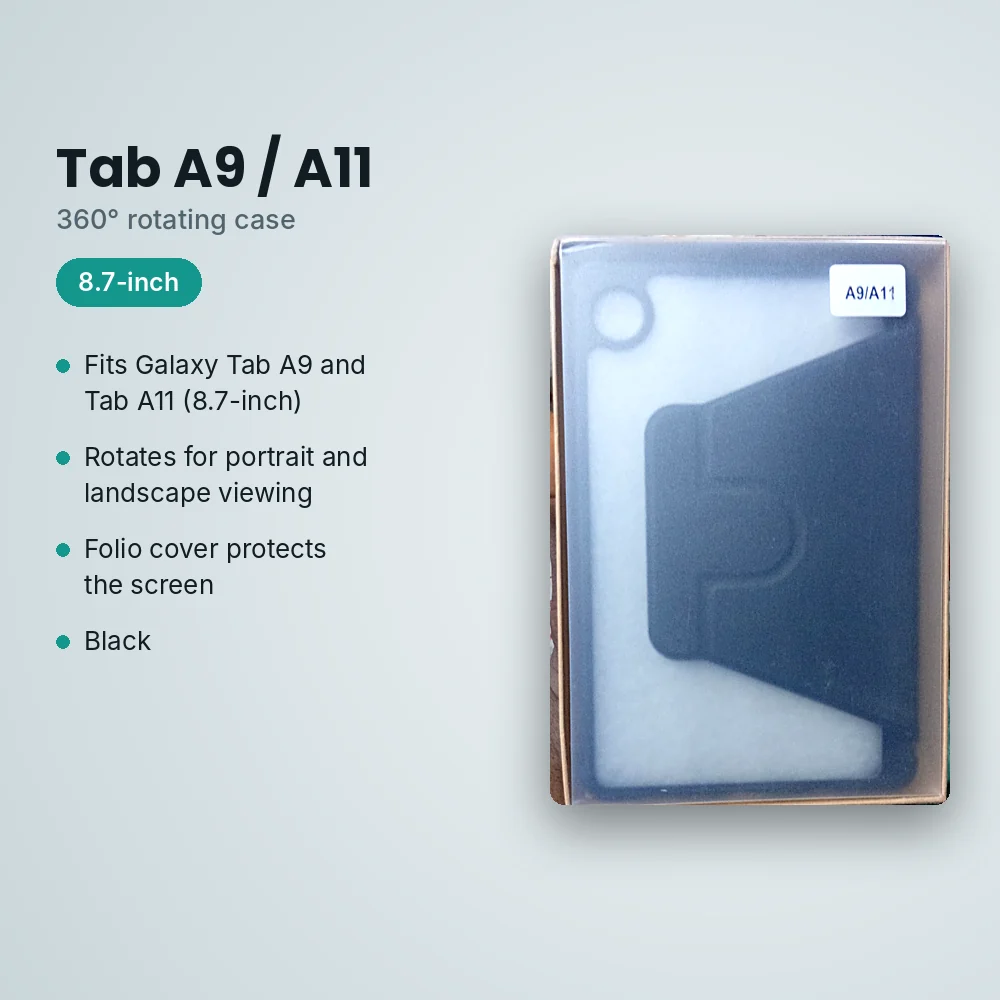 Tab A9 / A11
360° rotating case
8.7-inch
Fits Galaxy Tab A9 and
Tab A11 (8.7-inch)
Rotates for portrait and
landscape viewing
Folio cover protects
the screen
Black
A9/A11